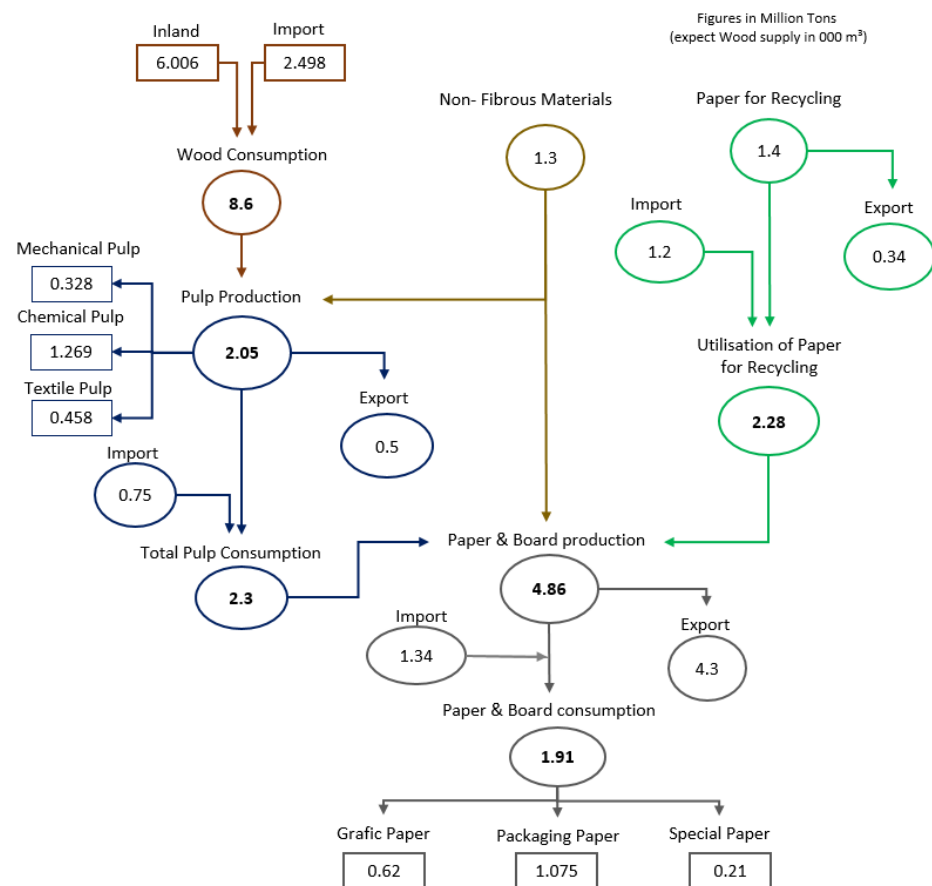 Figures in Million Tons
(expect Wood supply in 000 m³)
Inland
Import
6.006
2.498
Non- Fibrous Materials
Paper for Recycling
1.3
1.4
Wood Consumption
8.6
Import
1.2
Export
0.34
Mechanical Pulp
0.328
Pulp Production
Chemical Pulp
1.269
2.05
Textile Pulp
0.458
Export
0.5
Utilisation of Paper
for Recycling
2.28
Import
0.75
Total Pulp Consumption
2.3
Paper & Board production
4.86
Import
1.34
Export
4.3
Paper & Board consumption
1.91
Grafic Paper
Packaging Paper
Special Paper
0.62
1.075
0.21